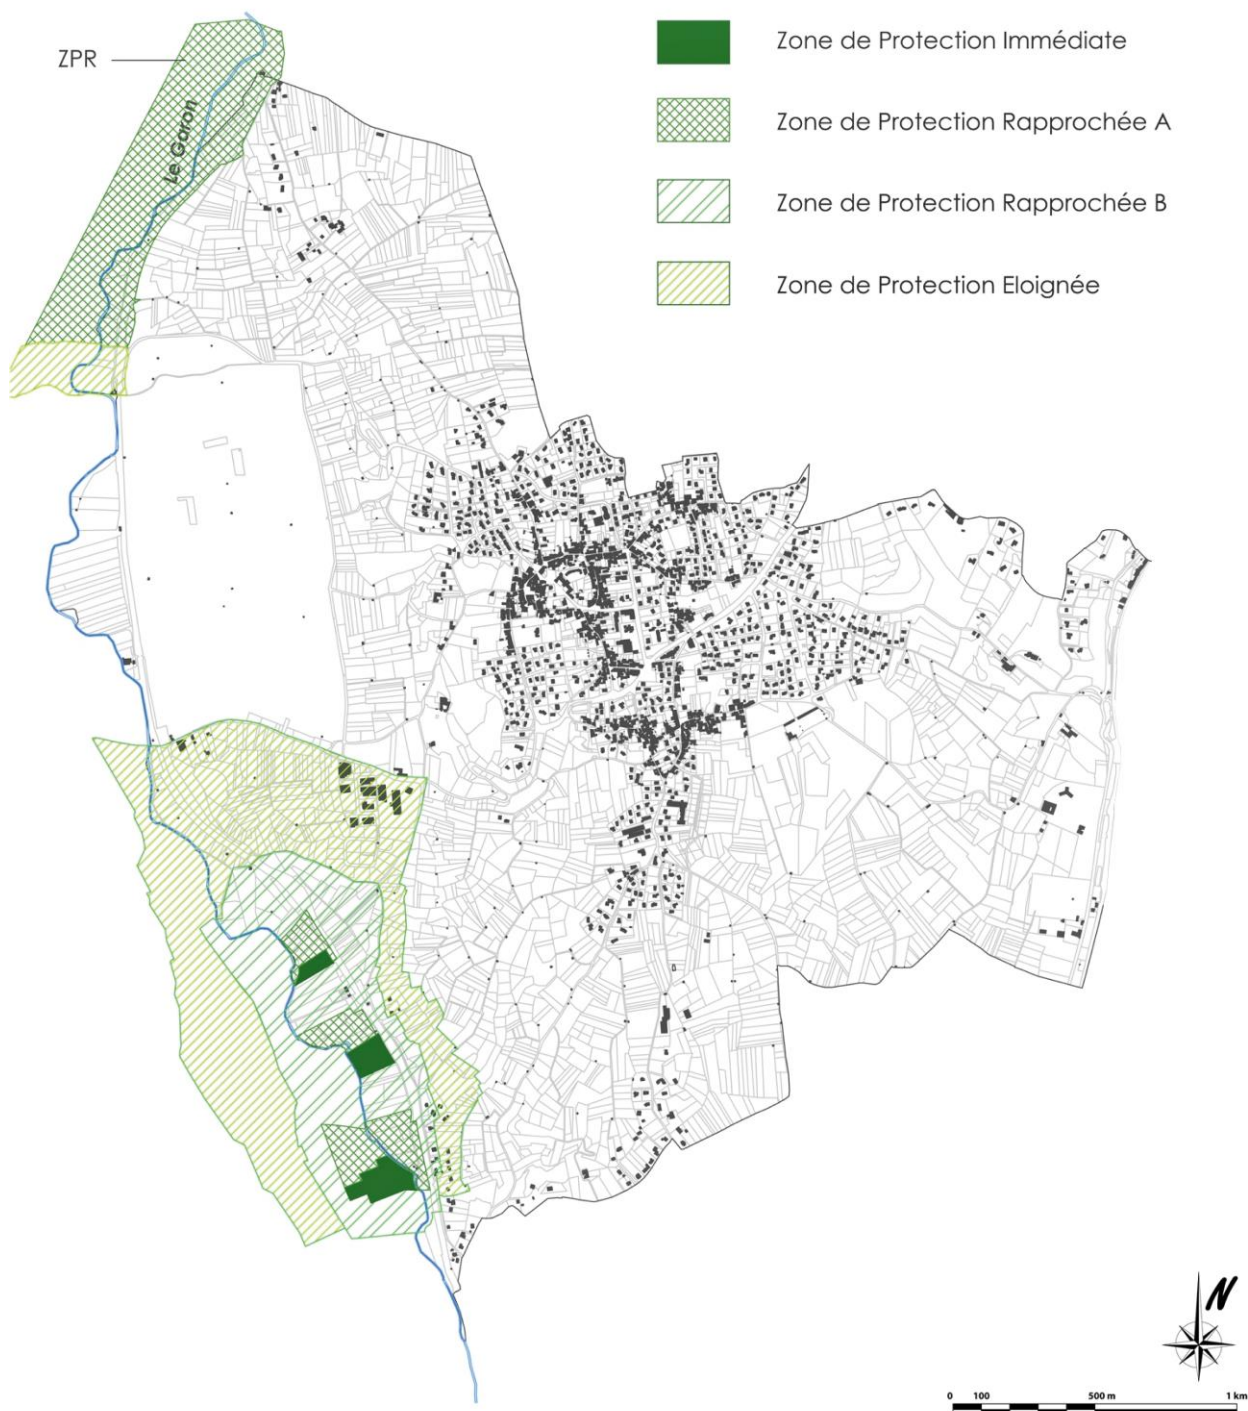 Zone de Protection Immédiate
ZPR
Le Garon
Zone de Protection Rapprochée A
Zone de Protection Rapprochée B
Zone de Protection Eloignée
N
0 100 500 m 1 km